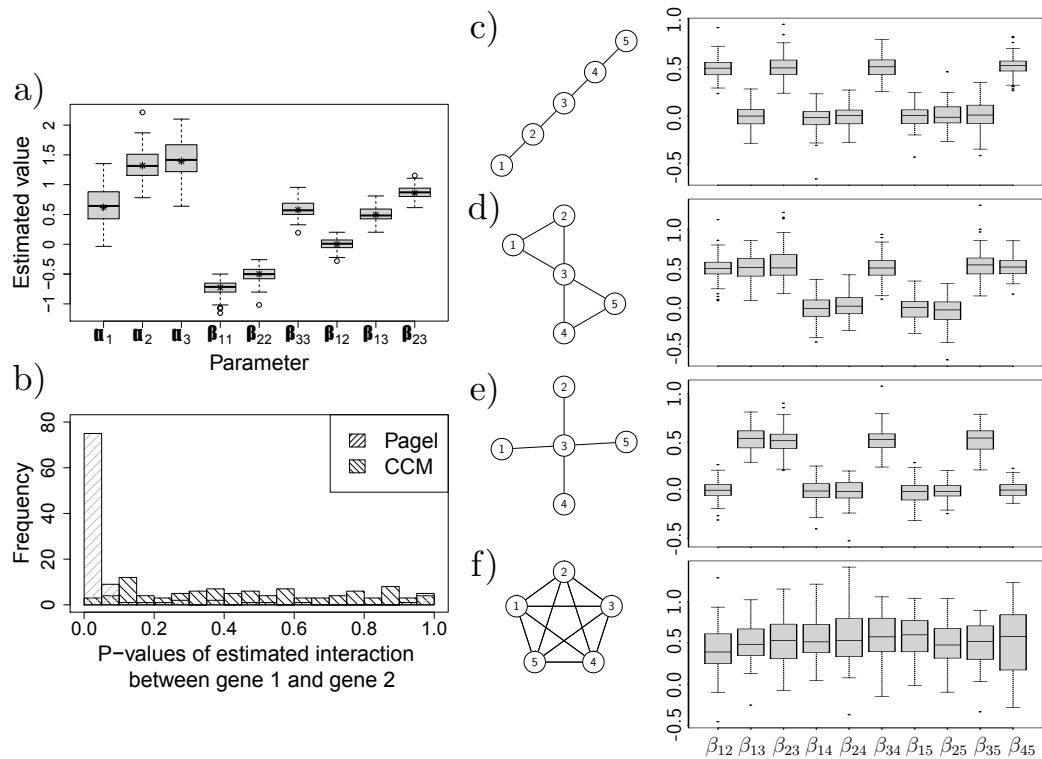 a)
Estimated value
2
1.5
1
0.5
0
−0.5
−1
α1 α2 α3 β11 β22 β33 β12 β13 β23
Parameter
b)
Frequency
80
60
40
20
0
Pagel
CCM
0.0 0.2 0.4 0.6 0.8 1.0
P−values of estimated interaction
between gene 1 and gene 2
c)
1 2 3 4 5
1.0
0.5
0.0
−0.5
d)
1 2 3 4 5
1.0
0.5
0.0
−0.5
e)
1 2 3 4 5
1.0
0.5
0.0
−0.5
f)
1 2 3 4 5
1.0
0.5
0.0
−0.5
β12 β13 β23 β14 β24 β34 β15 β25 β35 β45